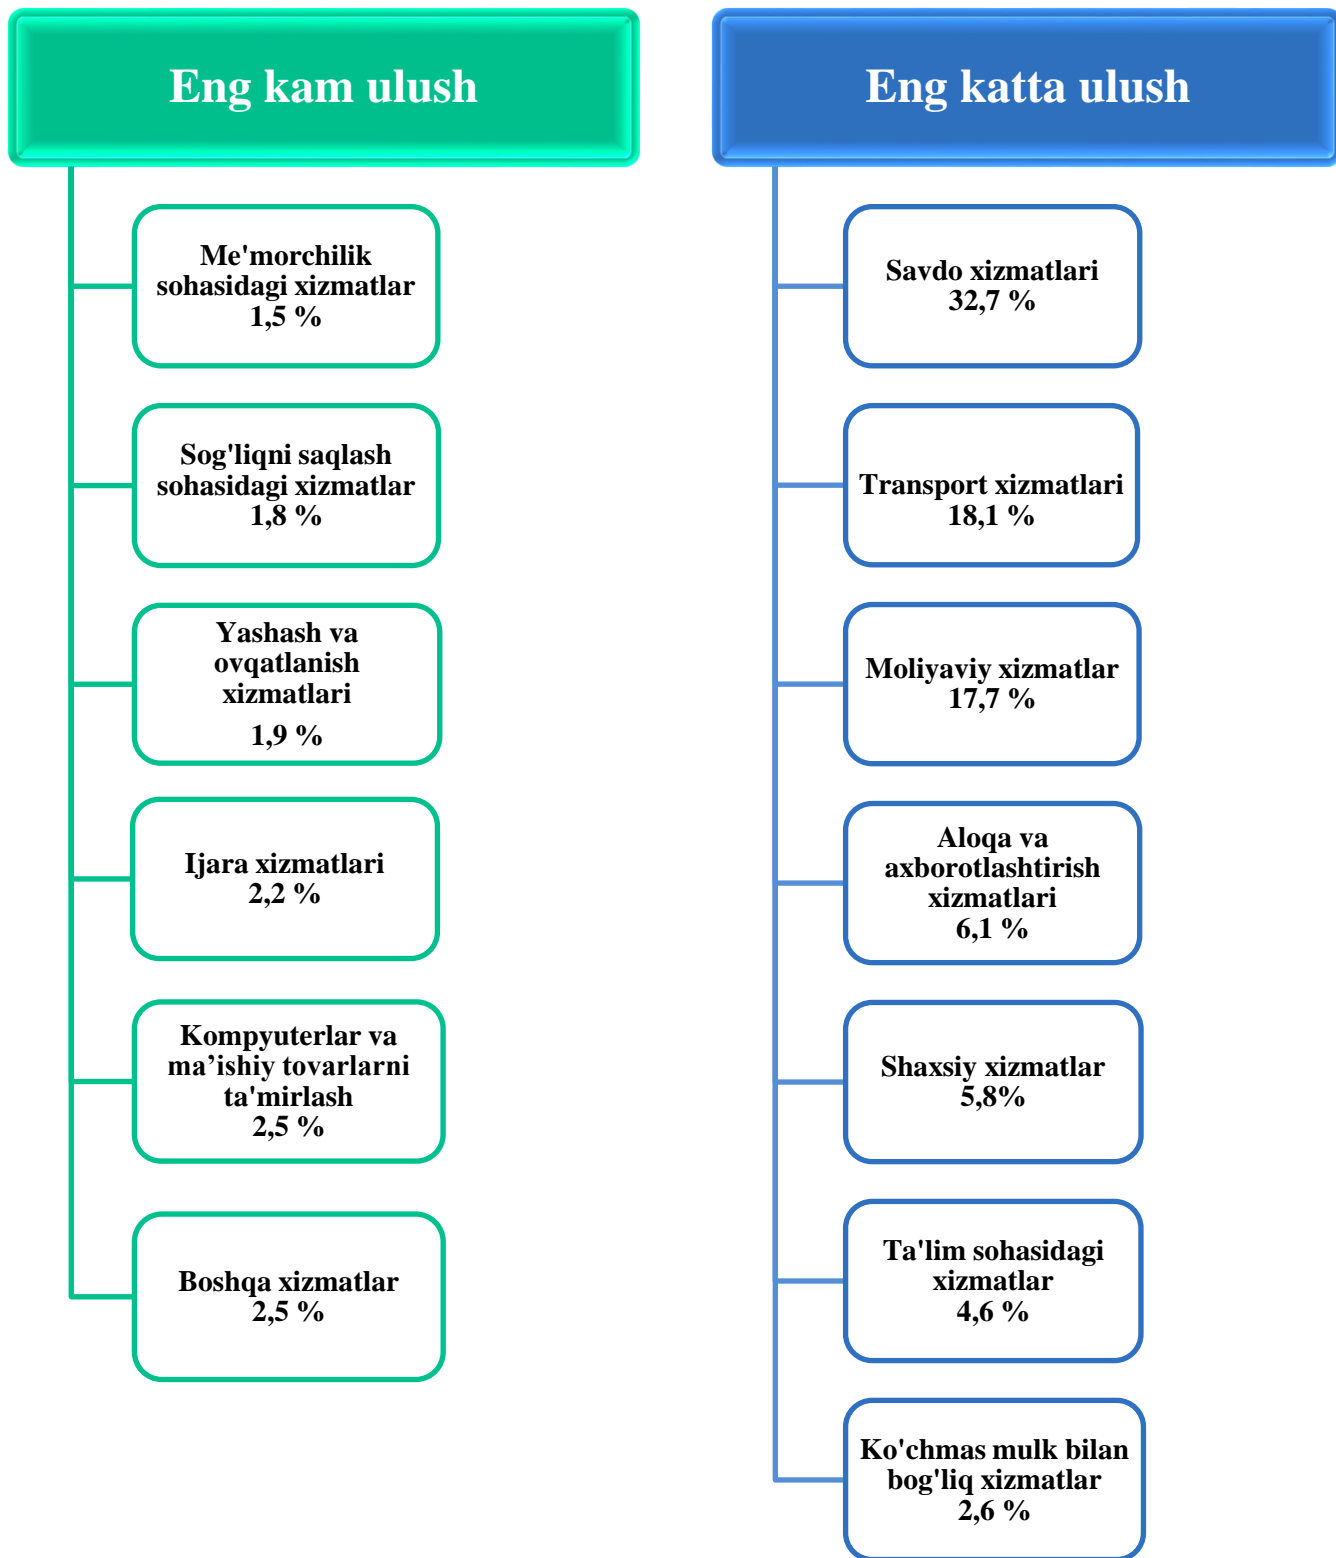 Eng kam ulush
Me'morchilik
sohasidagi xizmatlar
1,5 %
Sog'liqni saqlash
sohasidagi xizmatlar
1,8 %
Yashash va
ovqatlanish
xizmatlari
1,9 %
Ijara xizmatlari
2,2 %
Kompyuterlar va
ma’ishiy tovarlarni
ta'mirlash
2,5 %
Boshqa xizmatlar
2,5 %
Eng katta ulush
Savdo xizmatlari
32,7 %
Transport xizmatlari
18,1 %
Moliyaviy xizmatlar
17,7 %
Aloqa va
axborotlashtirish
xizmatlari
6,1 %
Shaxsiy xizmatlar
5,8%
Ta'lim sohasidagi
xizmatlar
4,6 %
Ko'chmas mulk bilan
bog'liq xizmatlar
2,6 %